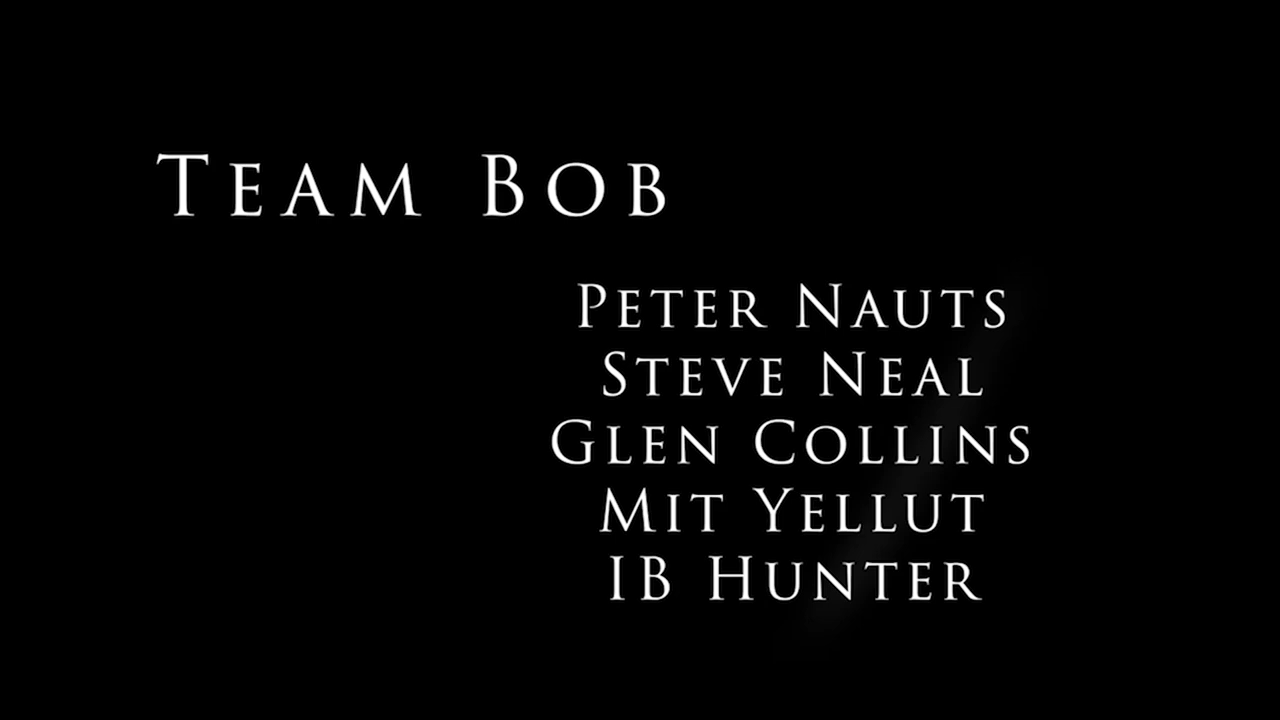 Team Bob
Peter Nauts
Steve Neal
Glen Collins
Mit Yellut
IB Hunter